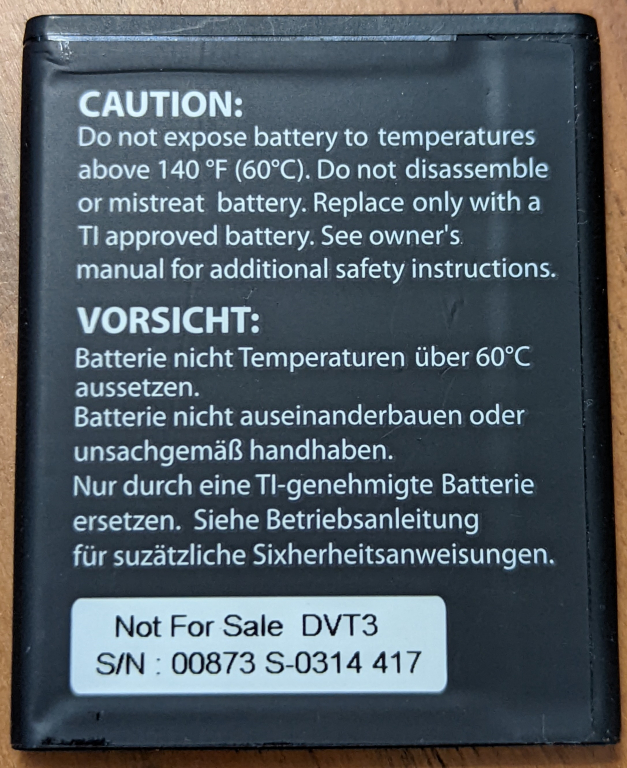 CAUTION:
Do not expose battery to temperatures
above 140 °F (60°C). Do not disassemble
or mistreat battery. Replace only with a
TI approved battery. See owner's
manual for additional safety instructions.
VORSICHT:
Batterie nicht Temperaturen über 60°C
aussetzen.
Batterie nicht auseinanderbauen oder
unsachgemäß handhaben.
Nur durch eine TI-genehmigte Batterie
ersetzen. Siehe Betriebsanleitung
für suzätzliche Sixherheitsanweisungen.
Not For Sale DVT3
S/N : 00873 S-0314 417